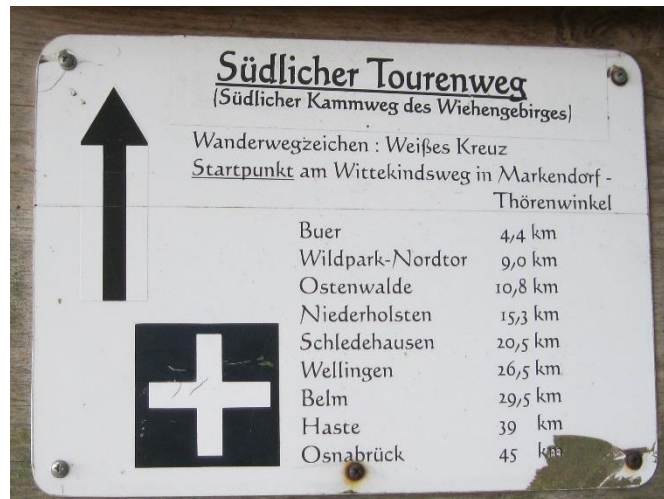 Südlicher Tourenweg
(Südlicher Kammweg des Wiehengebirges)
Wanderwegzeichen : Weißes Kreuz
Startpunkt am Wittekindsweg in Markendorf -
Thörenwinkel
Buer 4,4 km
Wildpark-Nordtor 9,0 km
Ostenwalde 10,8 km
Niederholsten 15,3 km
Schledehausen 20,5 km
Wellingen 26,5 km
Belm 29,5 km
Haste 39 km
Osnabrück 45 km